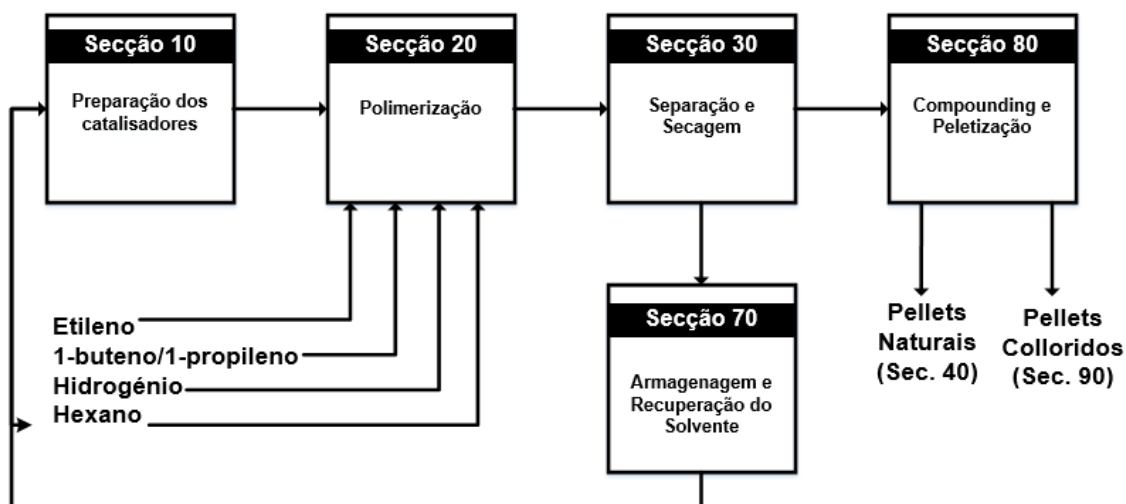 Secção 10
Preparação dos
catalisadores
Secção 20
Polimerização
Secção 30
Separação e
Secagem
Secção 80
Compounding e
Peletização
Etileno
1-buteno/1-propileno
Hidrogénio
Hexano
Secção 70
Armagenagem e
Recuperação do
Solvente
Pellets
Naturais
(Sec. 40)
Pellets
Colloridos
(Sec. 90)